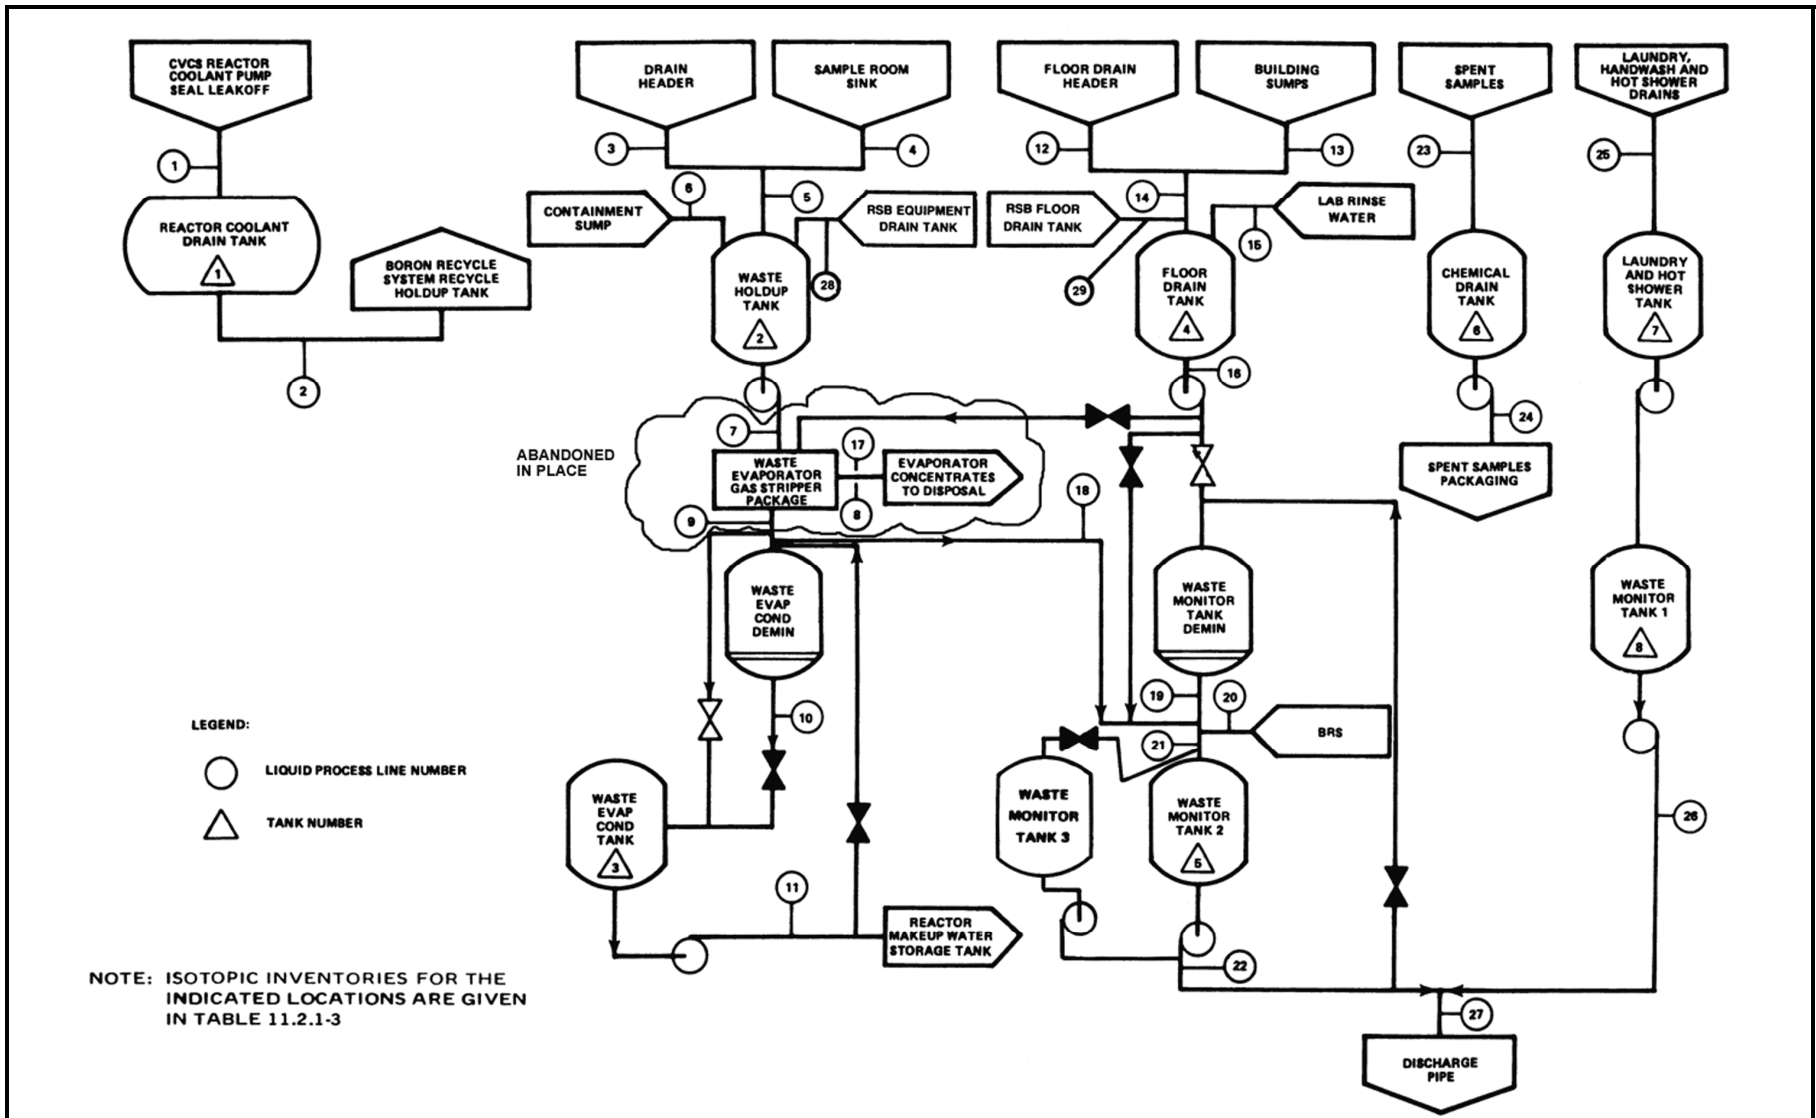 CVCS REACTOR
COOLANT PUMP
SEAL LEAKOFF
DRAIN
HEADER
SAMPLE ROOM
SINK
FLOOR DRAIN
HEADER
BUILDING
SUMPS
SPENT
SAMPLES
LAUNDRY,
HANDWASH AND
HOT SHOWER
DRAINS
1
3
4
12
13
23
25
6
5
14
CONTAINMENT
SUMP
RSB EQUIPMENT
DRAIN TANK
RSB FLOOR
DRAIN TANK
LAB RINSE
WATER
15
REACTOR COOLANT
DRAIN TANK
1
BORON RECYCLE
SYSTEM RECYCLE
HOLDUP TANK
2
WASTE
HOLDUP
TANK
2
28
29
FLOOR
DRAIN
TANK
4
CHEMICAL
DRAIN
TANK
6
LAUNDRY
AND HOT
SHOWER
TANK
7
16
24
7
17
ABANDONED
IN PLACE
WASTE
EVAPORATOR
GAS STRIPPER
PACKAGE
EVAPORATOR
CONCENTRATES
TO DISPOSAL
8
9
18
SPENT SAMPLES
PACKAGING
WASTE
EVAP
COND
DEMIN
WASTE
MONITOR
TANK
DEMIN
WASTE
MONITOR
TANK 1
8
10
19
20
BRS
21
LEGEND:
LIQUID PROCESS LINE NUMBER
TANK NUMBER
WASTE
EVAP
COND
TANK
3
WASTE
MONITOR
TANK 3
WASTE
MONITOR
TANK 2
5
26
11
REACTOR
MAKEUP WATER
STORAGE TANK
22
27
NOTE: ISOTOPIC INVENTORIES FOR THE
INDICATED LOCATIONS ARE GIVEN
IN TABLE 11.2.1-3
DISCHARGE
PIPE